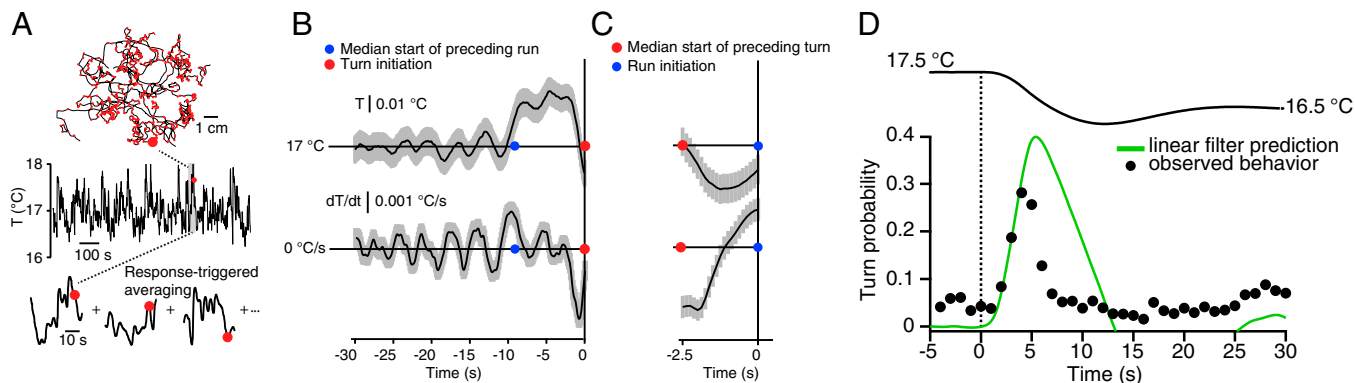 A
1 cm
T (°C)
18
17
16
100 s
Response-triggered
averaging
+
+
+...
10 s
B
Median start of preceding run
Turn initiation
T 0.01 °C
17 °C
dT/dt 0.001 °C/s
0 °C/s
-30 -25 -20 -15 -10 -5 0
Time (s)
C
Median start of preceding turn
Run initiation
-2.5 0
Time (s)
D
17.5 °C
16.5 °C
linear filter prediction
observed behavior
Turn probability
0.4
0.3
0.2
0.1
0
-5 0 5 10 15 20 25 30
Time (s)